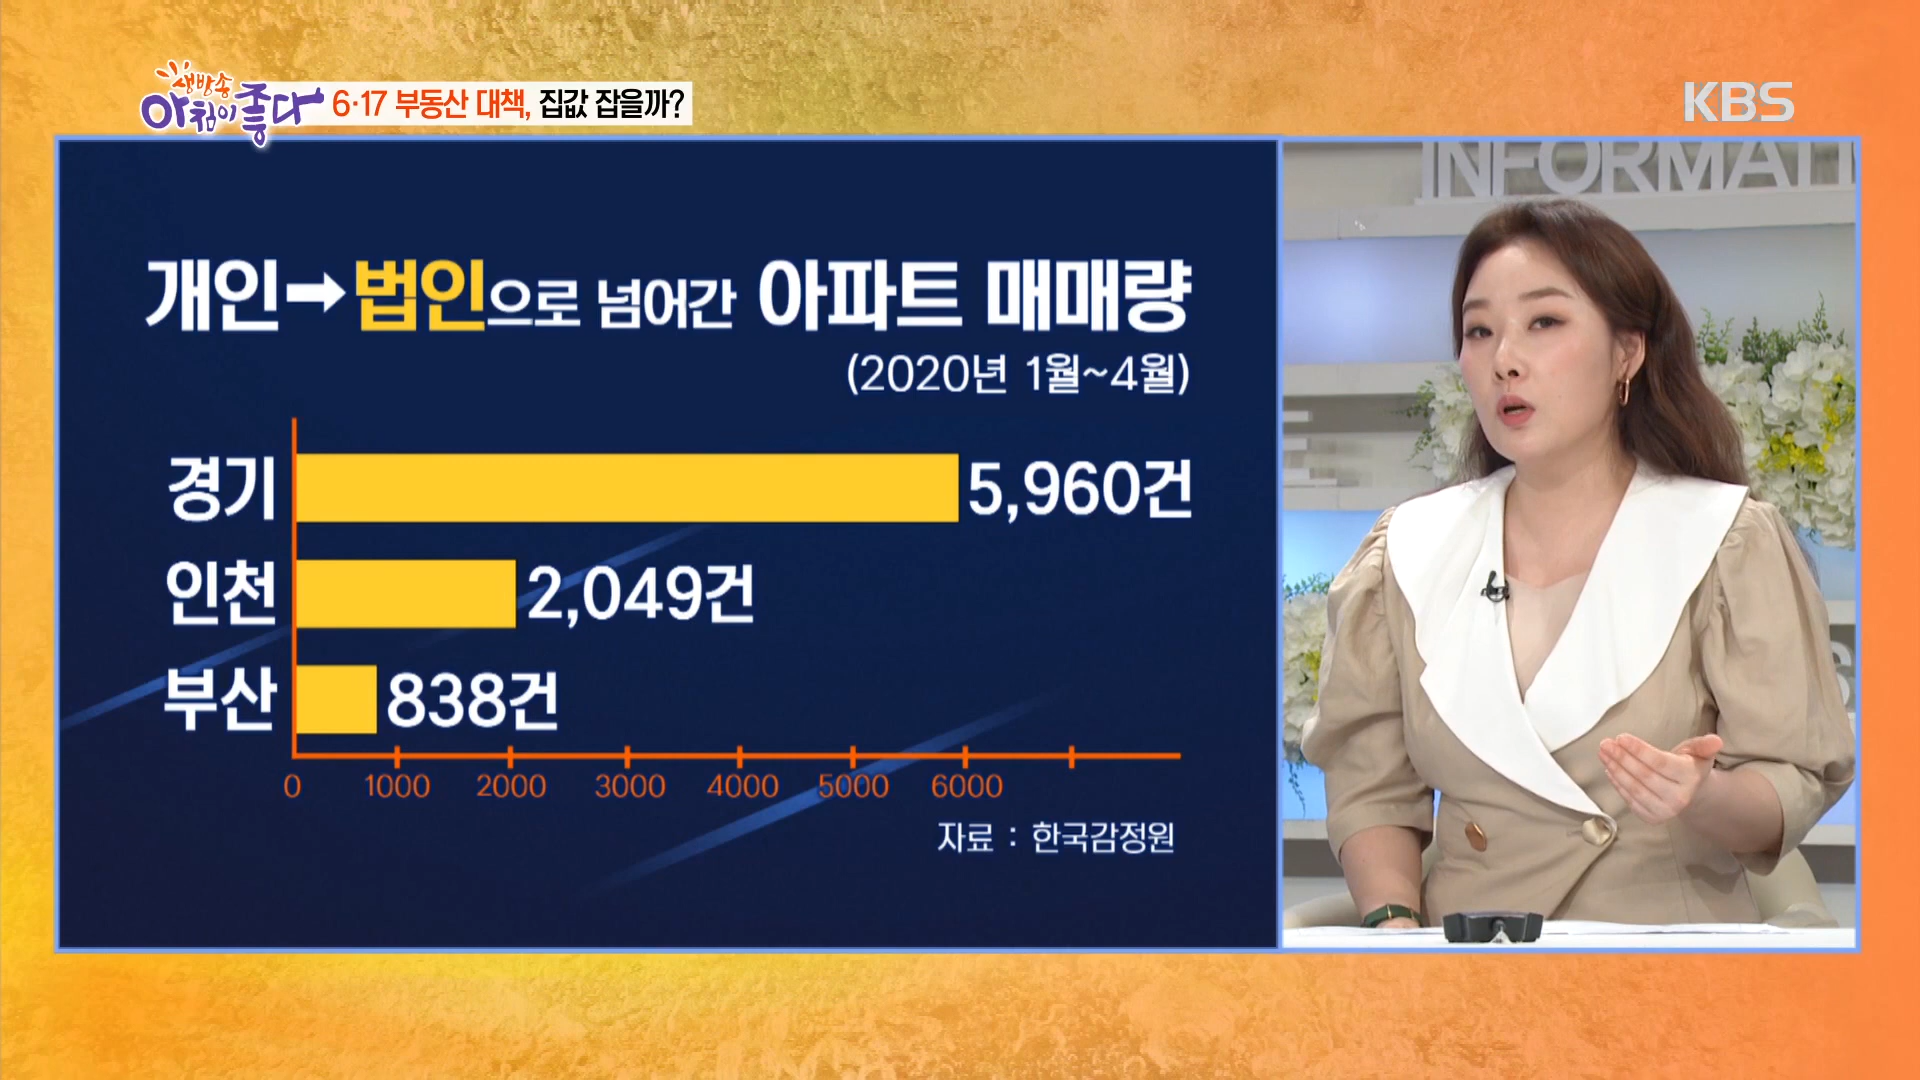 생방송
아침이 좋다
6·17 부동산 대책, 집값 잡을까?
KBS
INFORMATI
개인➡법인으로 넘어간 아파트 매매량
(2020년 1월~4월)
경기 5,960건
인천 2,049건
부산 838건
0 1000 2000 3000 4000 5000 6000
자료 : 한국감정원